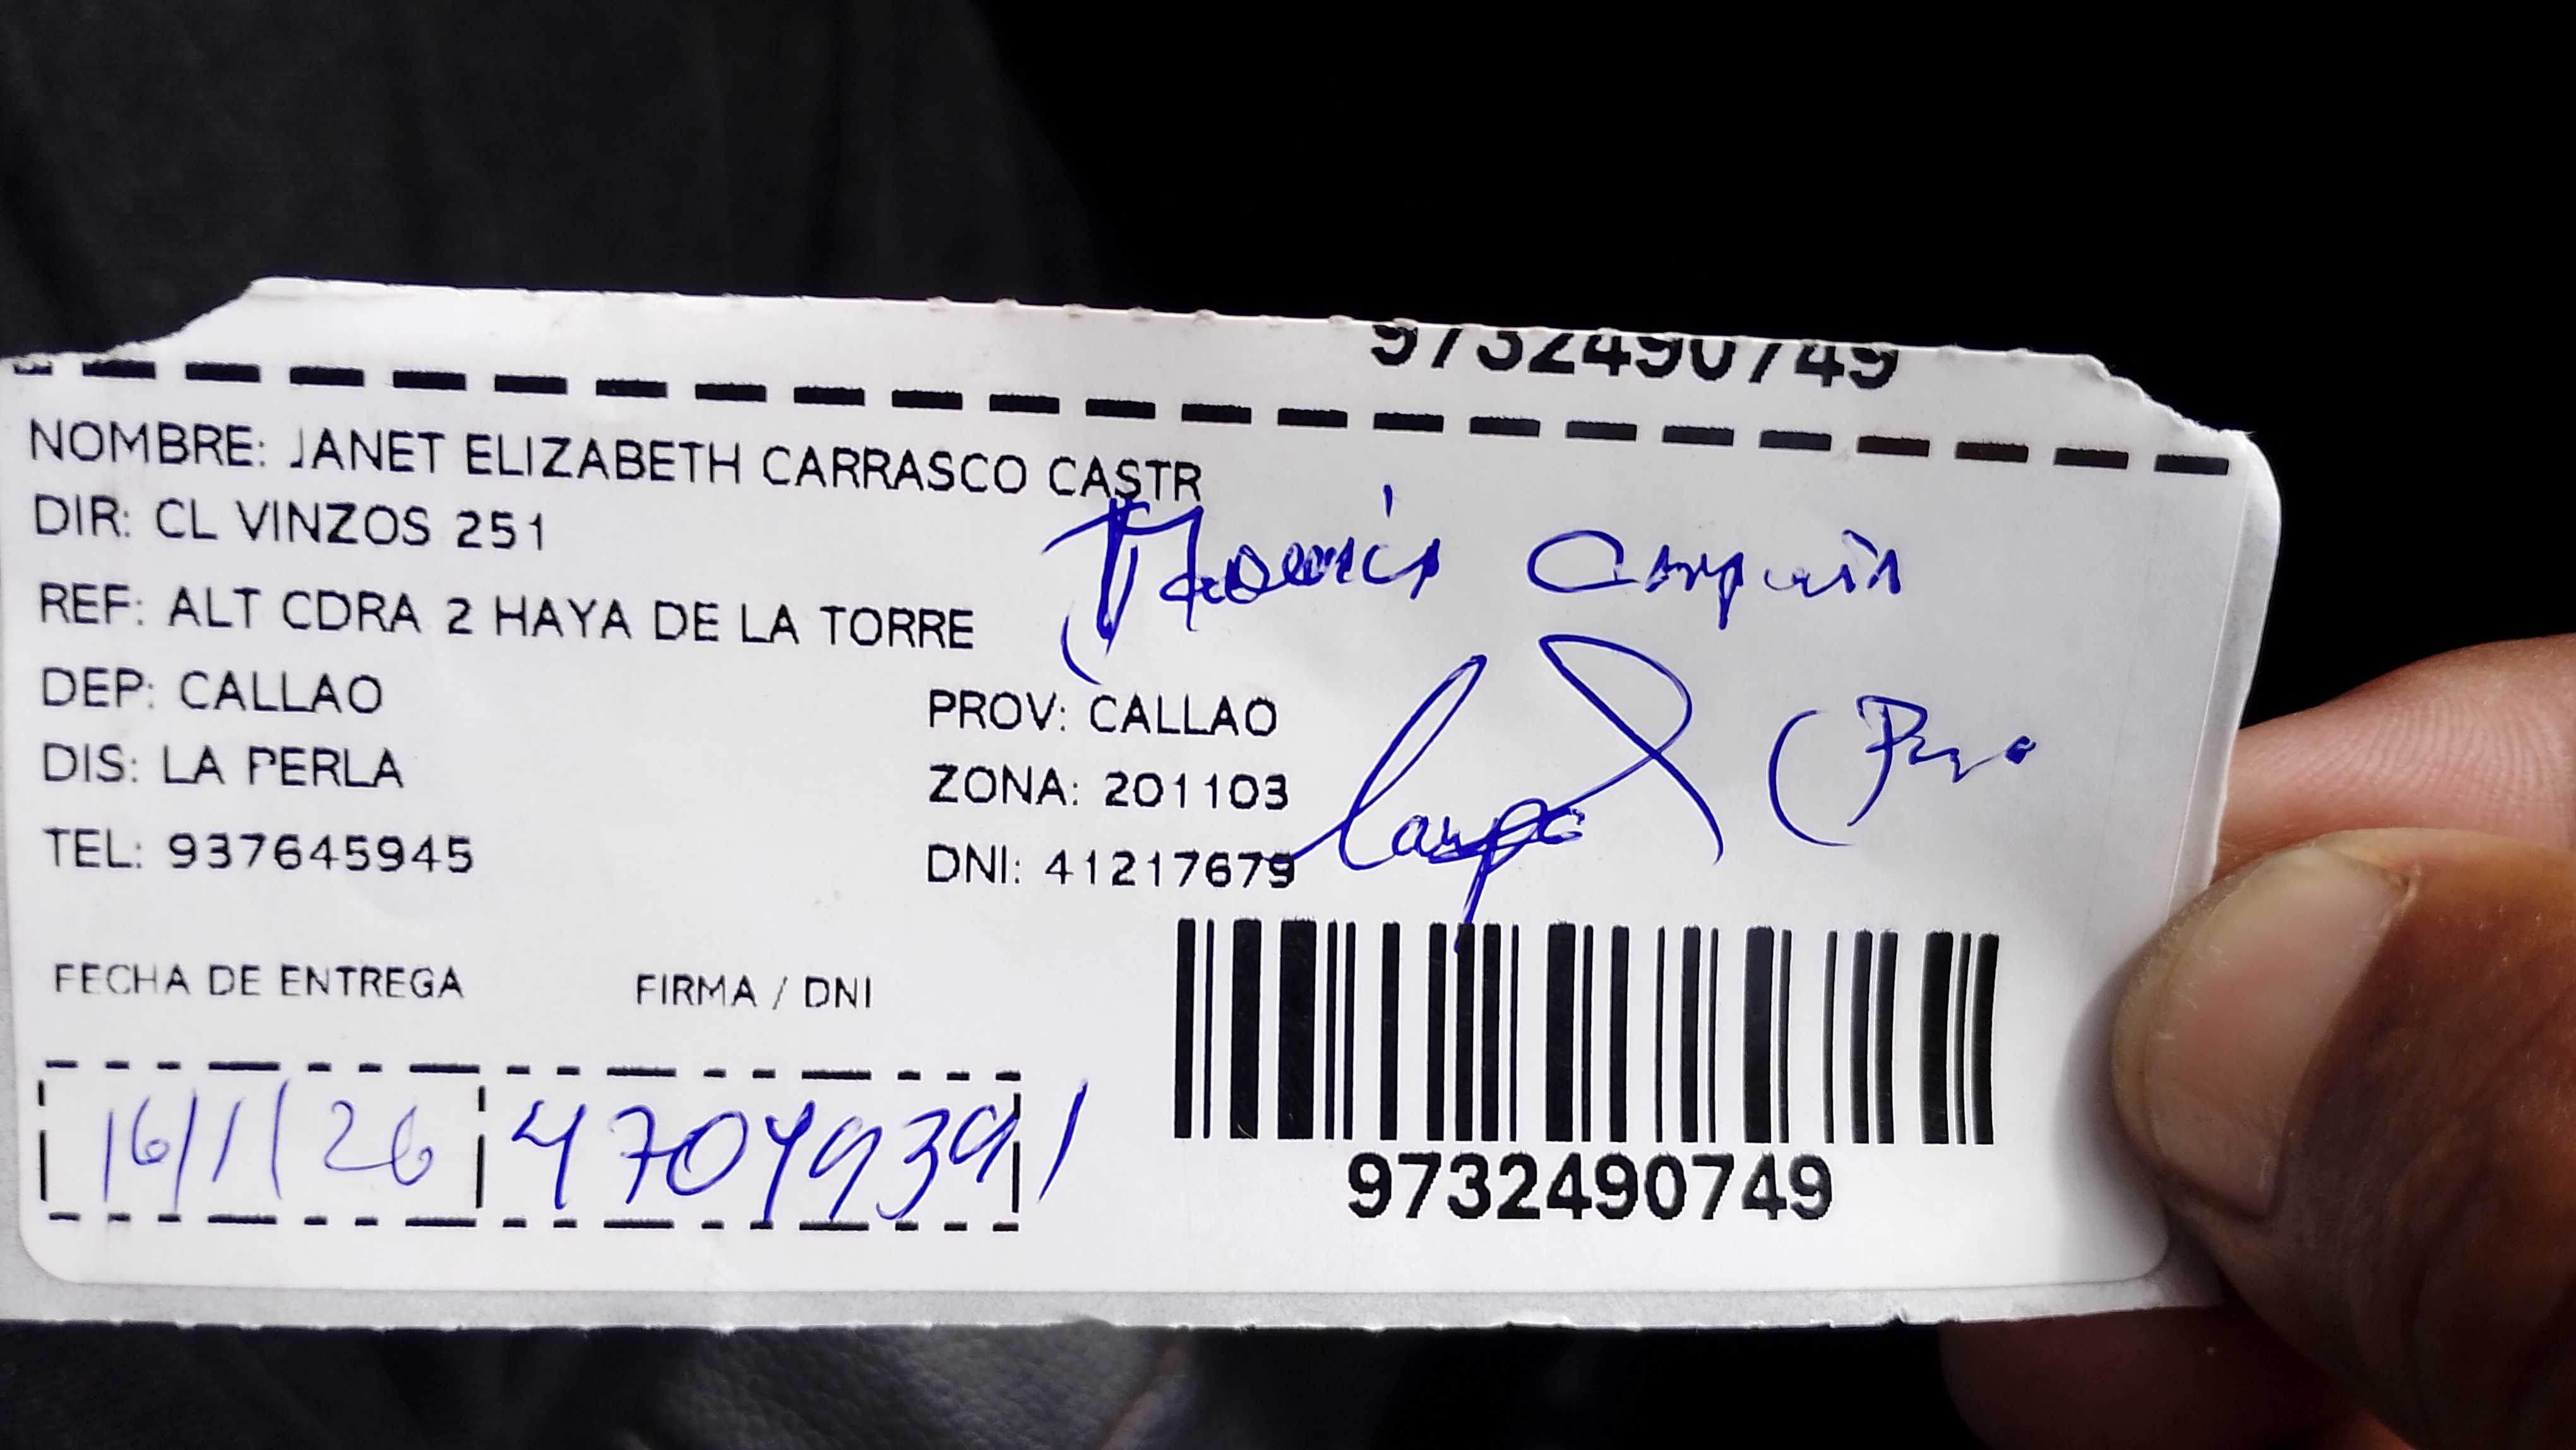 9732490749
NOMBRE: JANET ELIZABETH CARRASCO CASTR
DIR: CL VINZOS 251
REF: ALT CDRA 2 HAYA DE LA TORRE
DEP: CALLAO
PROV: CALLAO
DIS: LA PERLA
ZONA: 201103
TEL: 937645945
DNI: 41217679
FECHA DE ENTREGA
FIRMA / DNI
16/1/26
47049391
9732490749